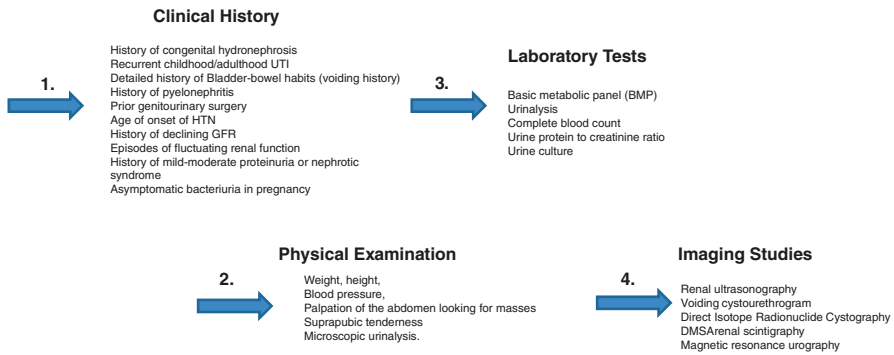 Clinical History
1.
History of congenital hydronephrosis
Recurrent childhood/adulthood UTI
Detailed history of Bladder-bowel habits (voiding history)
History of pyelonephritis
Prior genitourinary surgery
Age of onset of HTN
History of declining GFR
Episodes of fluctuating renal function
History of mild-moderate proteinuria or nephrotic
syndrome
Asymptomatic bacteriuria in pregnancy
Physical Examination
2.
Weight, height,
Blood pressure,
Palpation of the abdomen looking for masses
Suprapubic tenderness
Microscopic urinalysis.
Laboratory Tests
3.
Basic metabolic panel (BMP)
Urinalysis
Complete blood count
Urine protein to creatinine ratio
Urine culture
Imaging Studies
4.
Renal ultrasonography
Voiding cystourethrogram
Direct Isotope Radionuclide Cystography
DMSArenal scintigraphy
Magnetic resonance urography